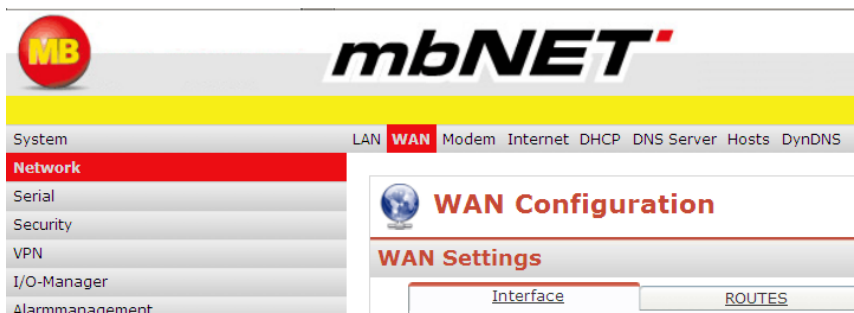 MB
mbNET
System
LAN WAN Modem Internet DHCP DNS Server Hosts DynDNS
Network
Serial
Security
VPN
I/O-Manager
Alarmmanagement
WAN Configuration
WAN Settings
Interface ROUTES